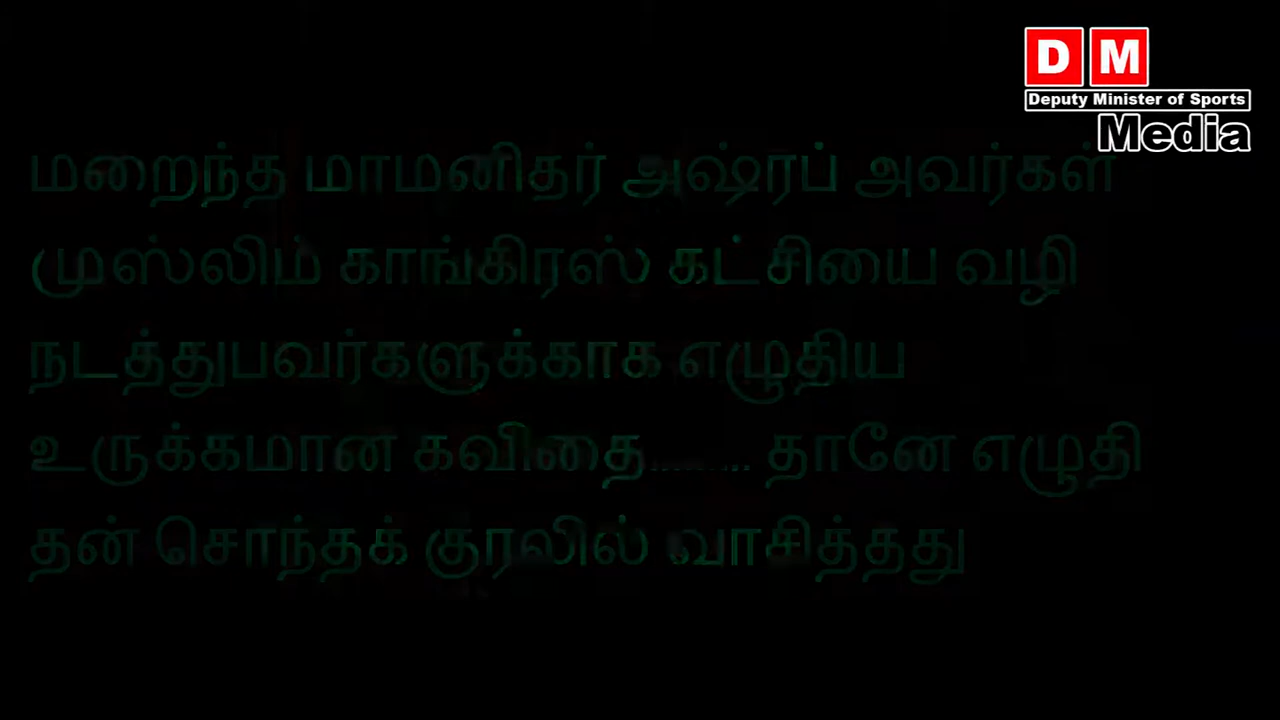 DM
Deputy Minister of Sports
Media
மறைந்த மாமனிதர் அஷ்ரப் அவர்கள்
முஸ்லிம் காங்கிரஸ் கட்சியை வழி
நடத்துபவர்களுக்காக எழுதிய
உருக்கமான கவிதை......... தானே எழுதி
தன் சொந்தக் குரலில் வாசித்தது